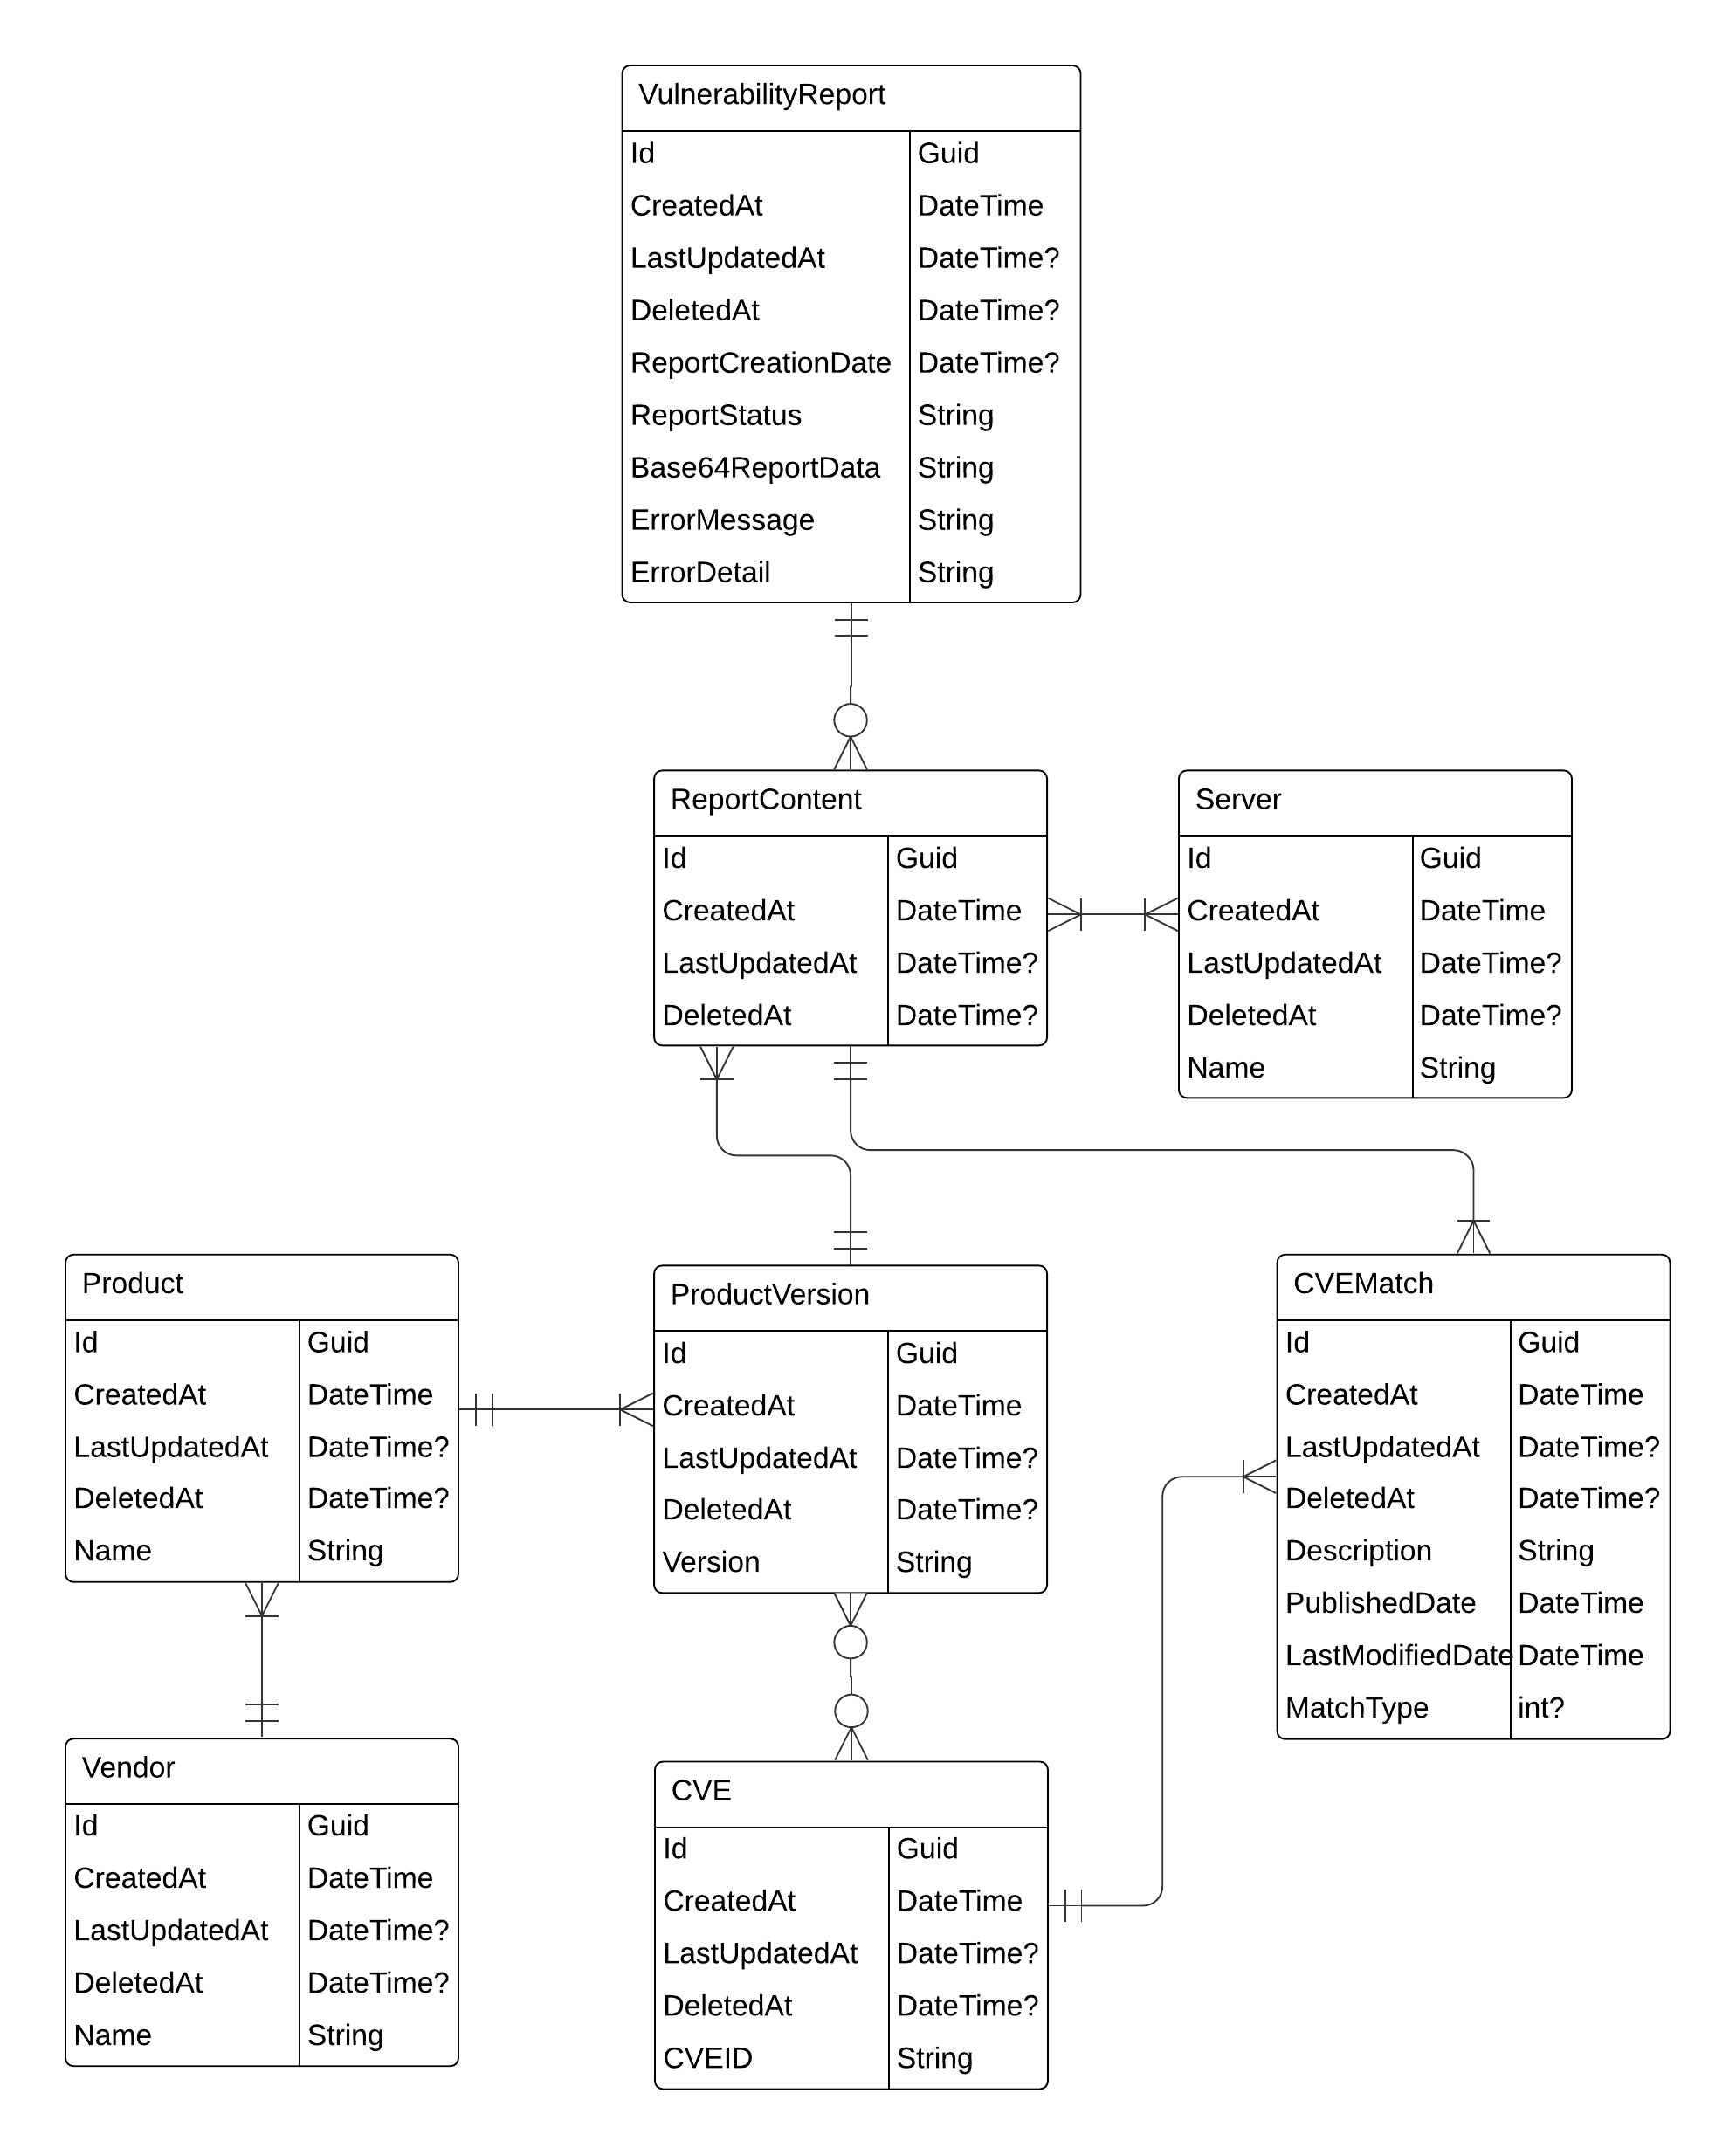 VulnerabilityReport
Id Guid
CreatedAt DateTime
LastUpdatedAt DateTime?
DeletedAt DateTime?
ReportCreationDate DateTime?
ReportStatus String
Base64ReportData String
ErrorMessage String
ErrorDetail String
ReportContent
Id Guid
CreatedAt DateTime
LastUpdatedAt DateTime?
DeletedAt DateTime?
Server
Id Guid
CreatedAt DateTime
LastUpdatedAt DateTime?
DeletedAt DateTime?
Name String
Product
Id Guid
CreatedAt DateTime
LastUpdatedAt DateTime?
DeletedAt DateTime?
Name String
ProductVersion
Id Guid
CreatedAt DateTime
LastUpdatedAt DateTime?
DeletedAt DateTime?
Version String
CVEMatch
Id Guid
CreatedAt DateTime
LastUpdatedAt DateTime?
DeletedAt DateTime?
Description String
PublishedDate DateTime
LastModifiedDate DateTime
MatchType int?
Vendor
Id Guid
CreatedAt DateTime
LastUpdatedAt DateTime?
DeletedAt DateTime?
Name String
CVE
Id Guid
CreatedAt DateTime
LastUpdatedAt DateTime?
DeletedAt DateTime?
CVEID String